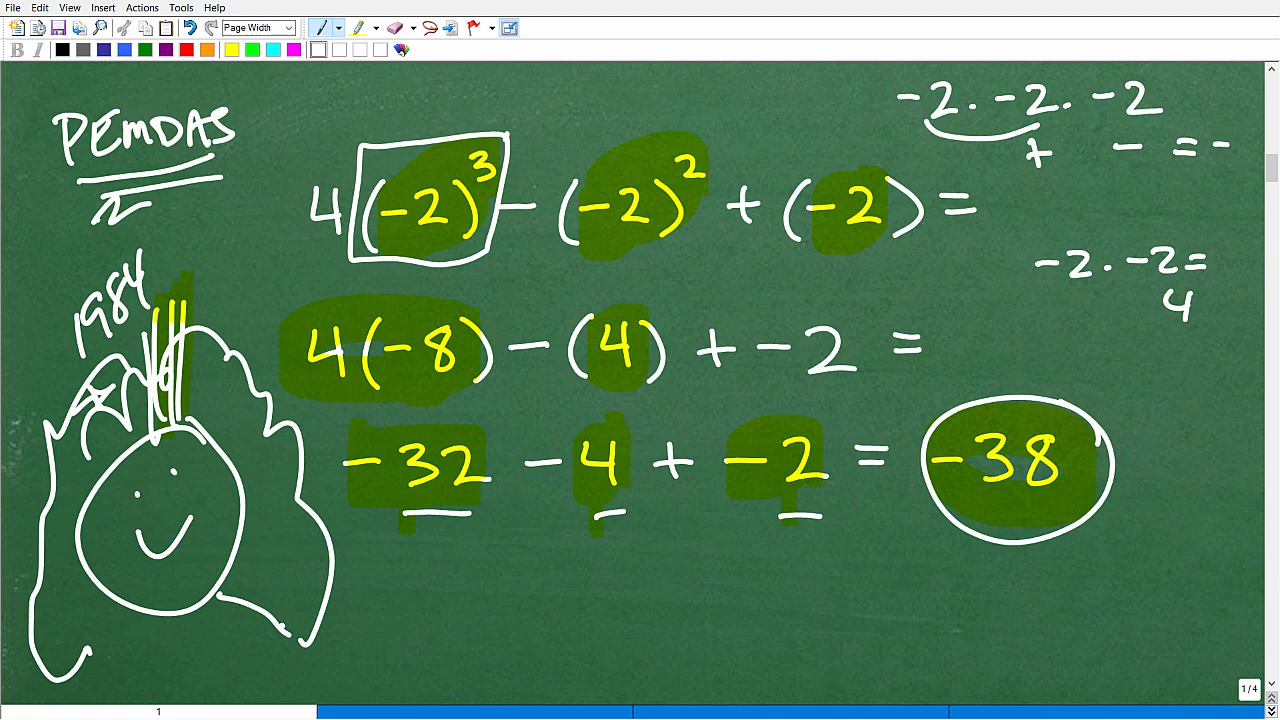 File Edit View Insert Actions Tools Help
Page Width
B I
PEMDAS
-2 · -2 · -2
+ - = -
4(-2)³ - (-2)² + (-2) =
-2 · -2 =
4
1984
4(-8) - (4) + -2 =
-32 - 4 + -2 = -38
1/4
1